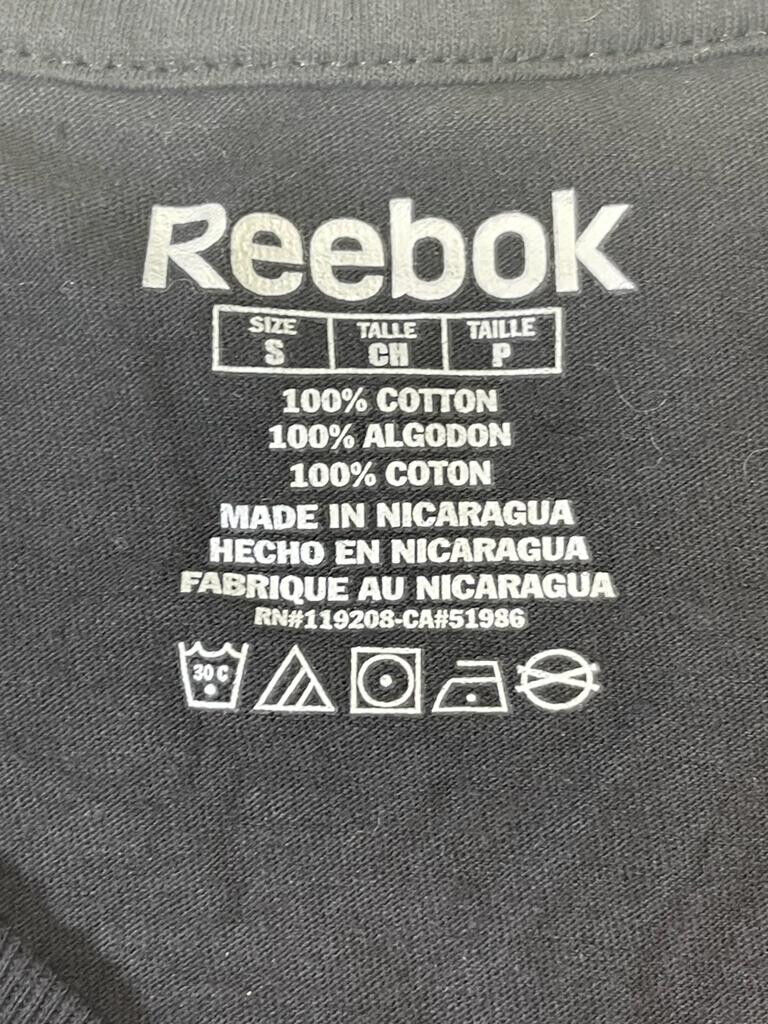 Reebok
SIZE TALLE TAILLE
S CH P
100% COTTON
100% ALGODON
100% COTON
MADE IN NICARAGUA
HECHO EN NICARAGUA
FABRIQUE AU NICARAGUA
RN#119208-CA#51986
30 C